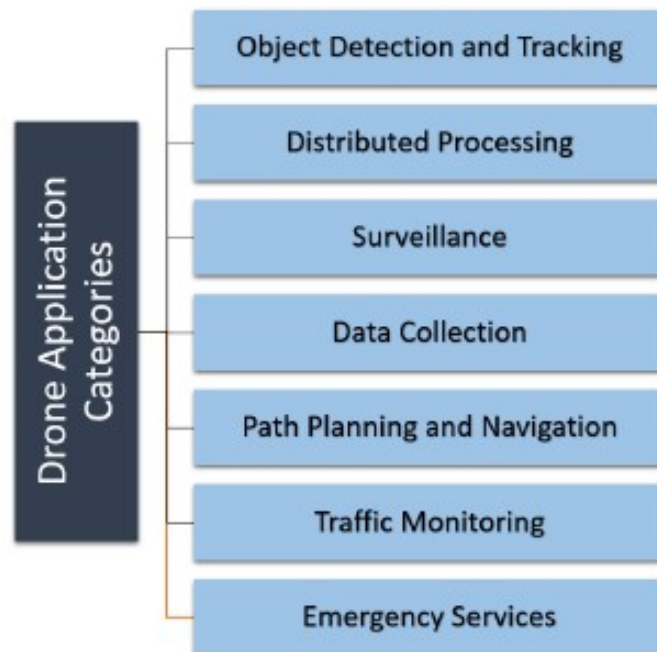 Drone Application
Categories
Object Detection and Tracking
Distributed Processing
Surveillance
Data Collection
Path Planning and Navigation
Traffic Monitoring
Emergency Services